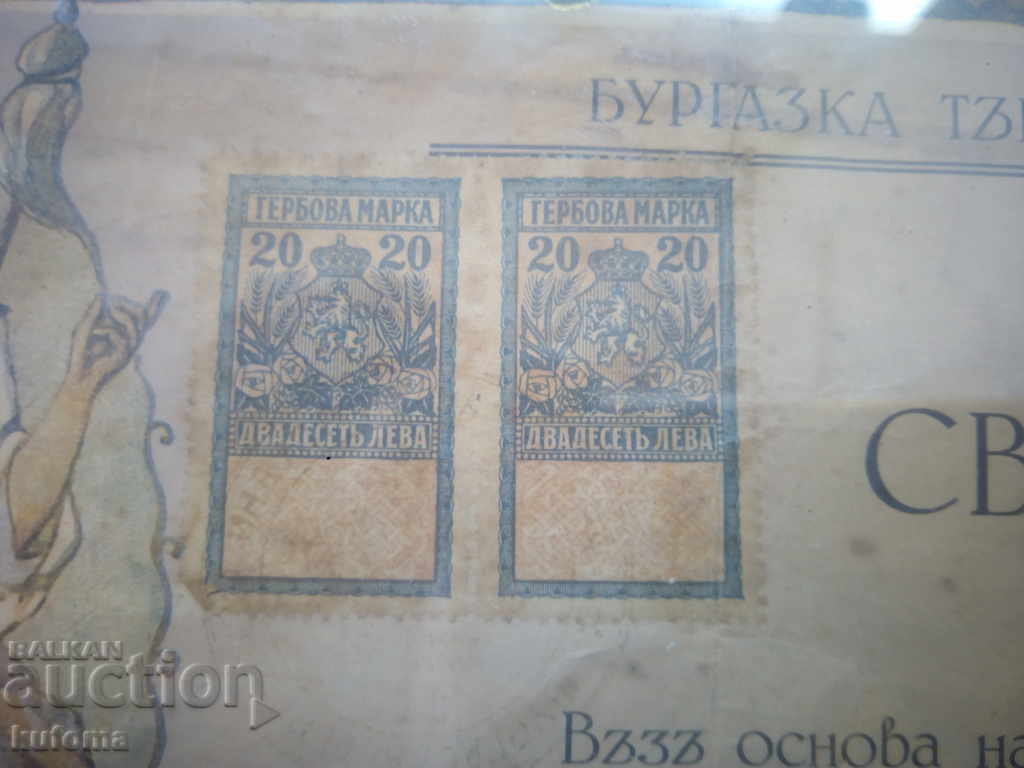 БУРГАЗКА ТЪ
ГЕРБОВА МАРКА
20 20
ДВАДЕСЕТЬ ЛЕВА
ГЕРБОВА МАРКА
20 20
ДВАДЕСЕТЬ ЛЕВА
СВ
Възъ основа на
BALKAN
auction
kufoma